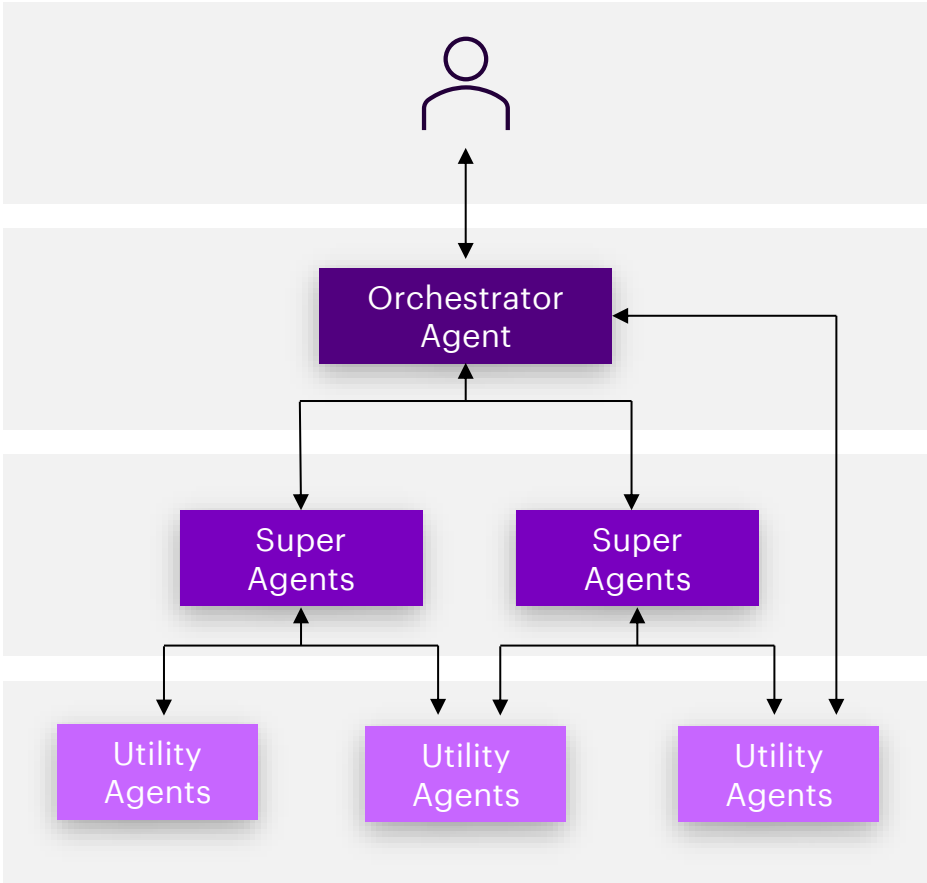 Orchestrator
Agent
Super
Agents
Super
Agents
Utility
Agents
Utility
Agents
Utility
Agents